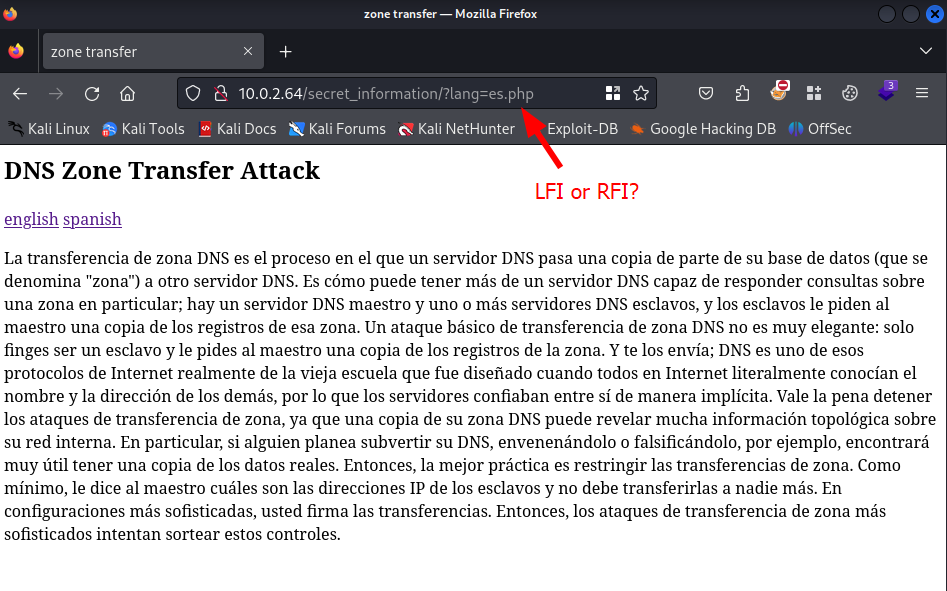 zone transfer — Mozilla Firefox
zone transfer
10.0.2.64/secret_information/?lang=es.php
3
Kali Linux Kali Tools Kali Docs Kali Forums Kali NetHunter Exploit-DB Google Hacking DB OffSec
DNS Zone Transfer Attack
LFI or RFI?
english spanish
La transferencia de zona DNS es el proceso en el que un servidor DNS pasa una copia de parte de su base de datos (que se
denomina "zona") a otro servidor DNS. Es cómo puede tener más de un servidor DNS capaz de responder consultas sobre
una zona en particular; hay un servidor DNS maestro y uno o más servidores DNS esclavos, y los esclavos le piden al
maestro una copia de los registros de esa zona. Un ataque básico de transferencia de zona DNS no es muy elegante: solo
finges ser un esclavo y le pides al maestro una copia de los registros de la zona. Y te los envía; DNS es uno de esos
protocolos de Internet realmente de la vieja escuela que fue diseñado cuando todos en Internet literalmente conocían el
nombre y la dirección de los demás, por lo que los servidores confiaban entre sí de manera implícita. Vale la pena detener
los ataques de transferencia de zona, ya que una copia de su zona DNS puede revelar mucha información topológica sobre
su red interna. En particular, si alguien planea subvertir su DNS, envenenándolo o falsificándolo, por ejemplo, encontrará
muy útil tener una copia de los datos reales. Entonces, la mejor práctica es restringir las transferencias de zona. Como
mínimo, le dice al maestro cuáles son las direcciones IP de los esclavos y no debe transferirlas a nadie más. En
configuraciones más sofisticadas, usted firma las transferencias. Entonces, los ataques de transferencia de zona más
sofisticados intentan sortear estos controles.